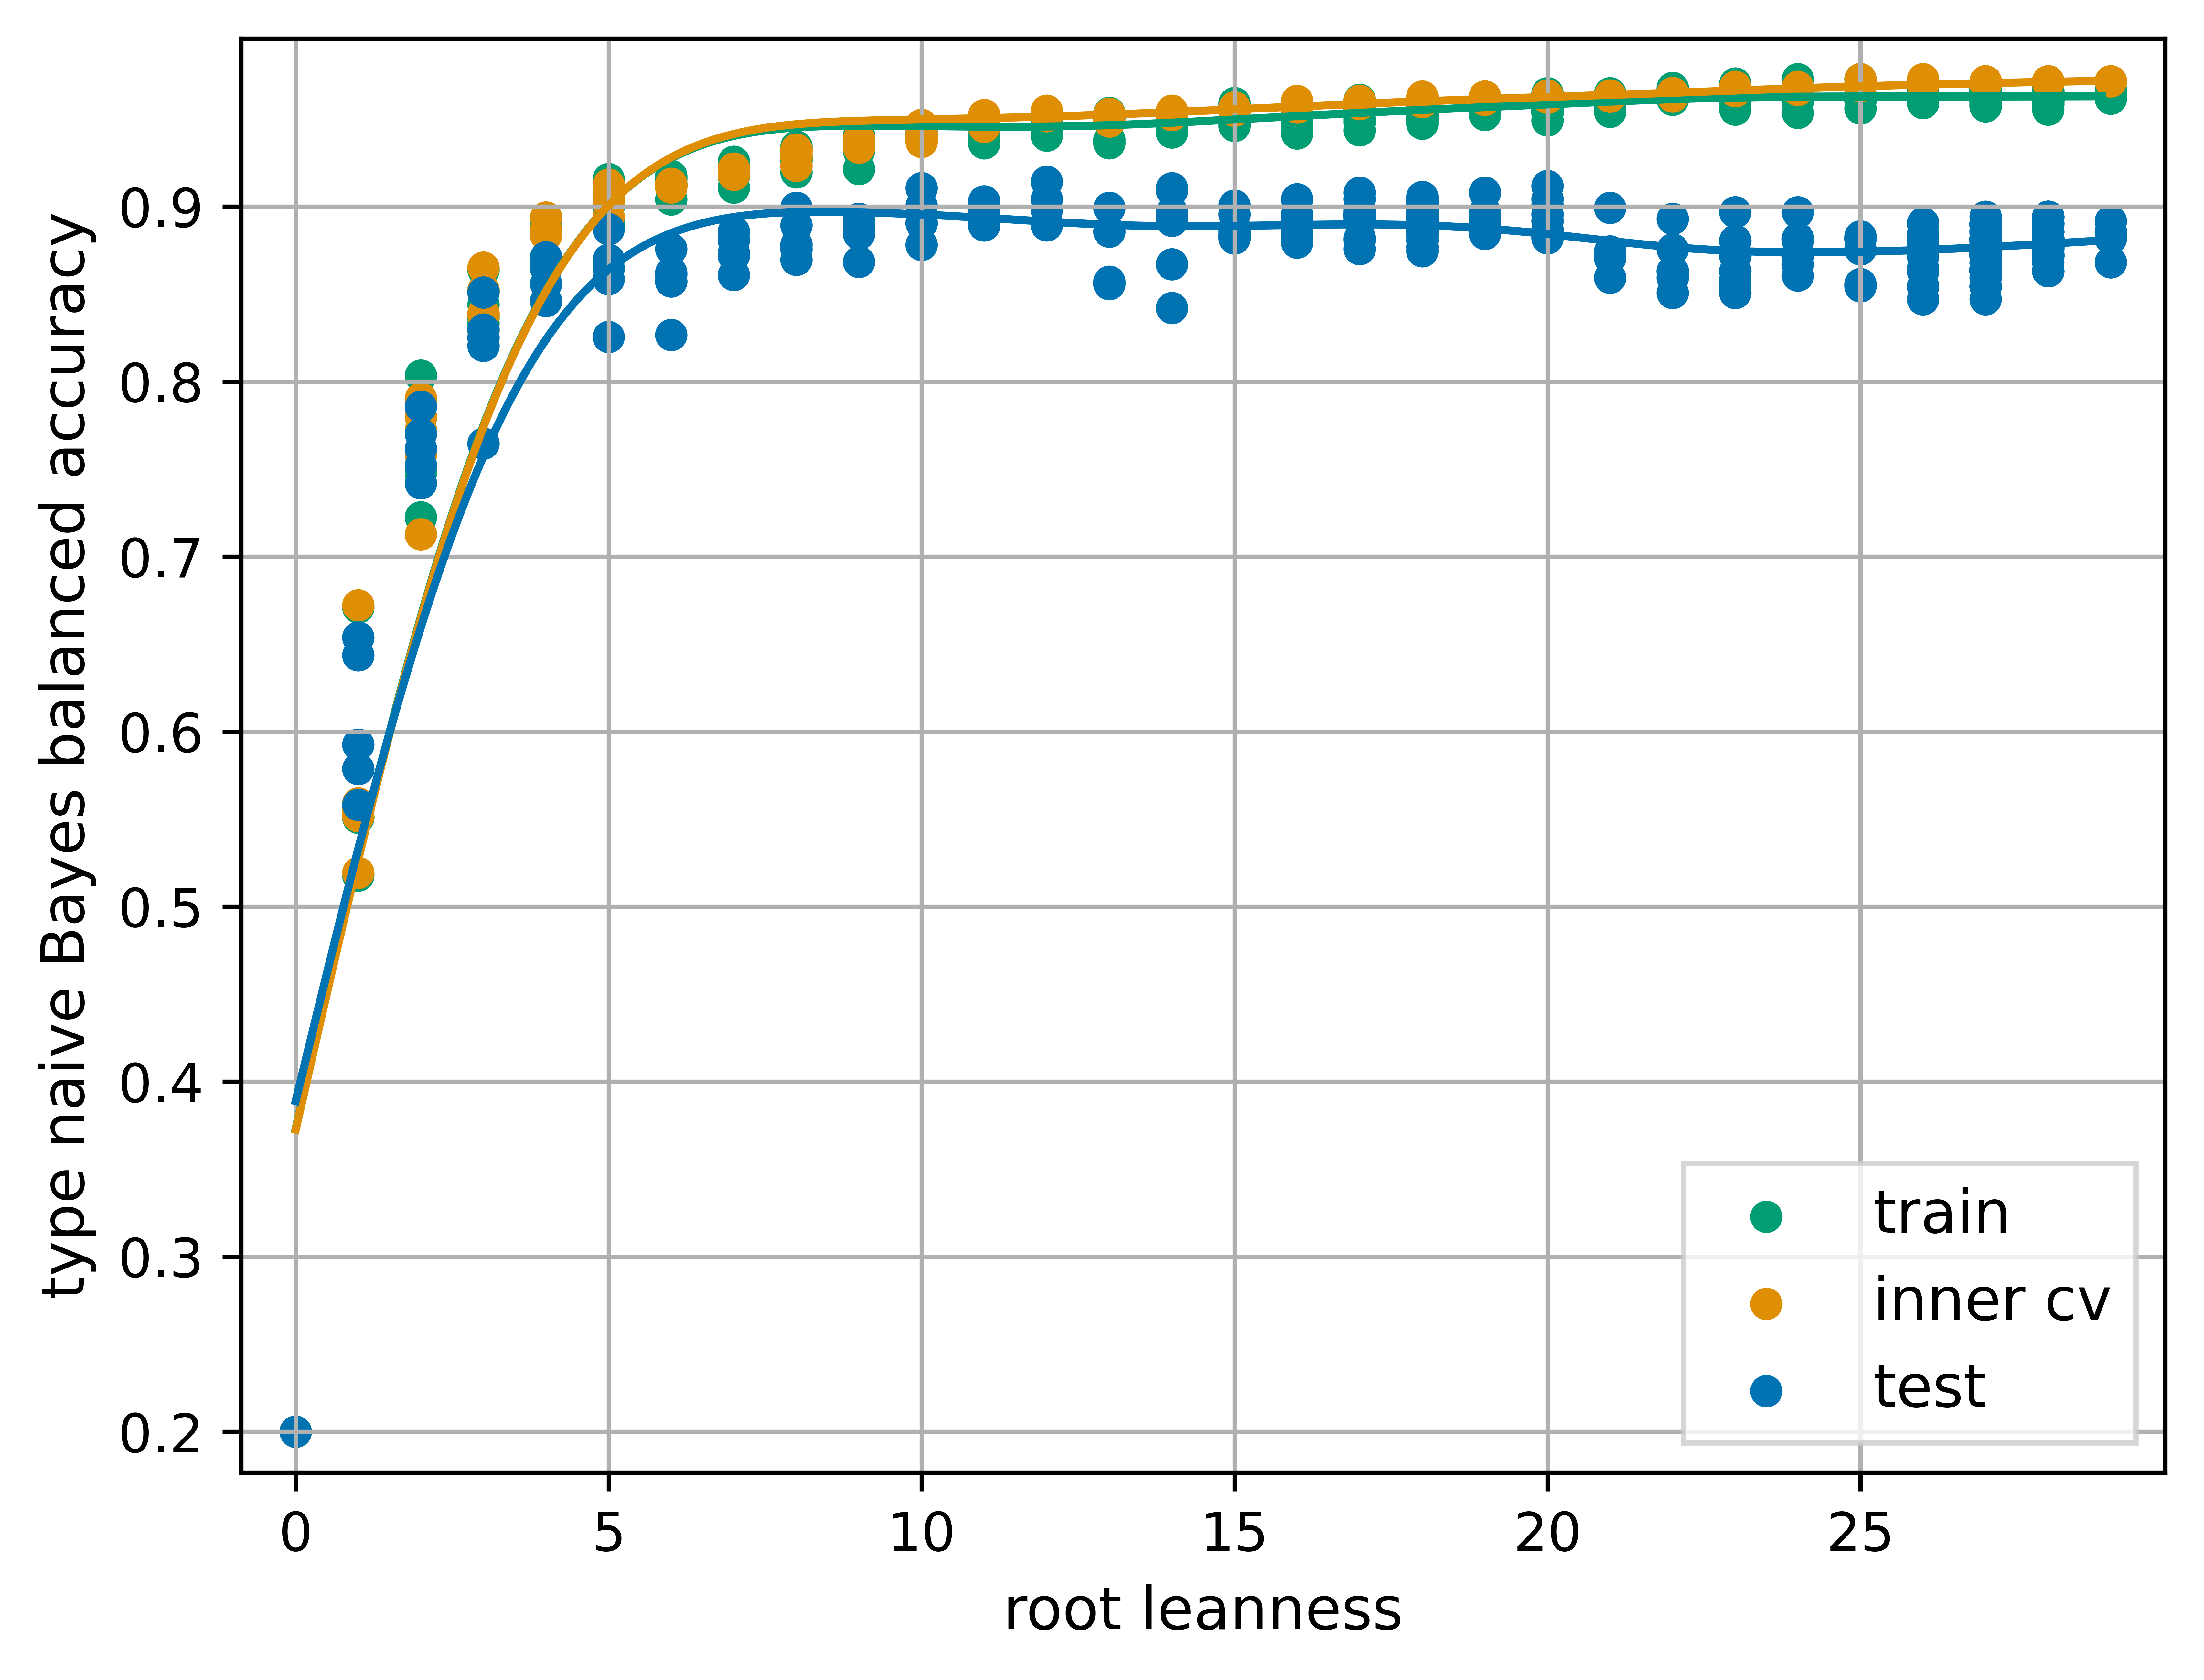 type naive Bayes balanced accuracy
0.9
0.8
0.7
0.6
0.5
0.4
0.3
0.2
train
inner cv
test
0 5 10 15 20 25
root leanness